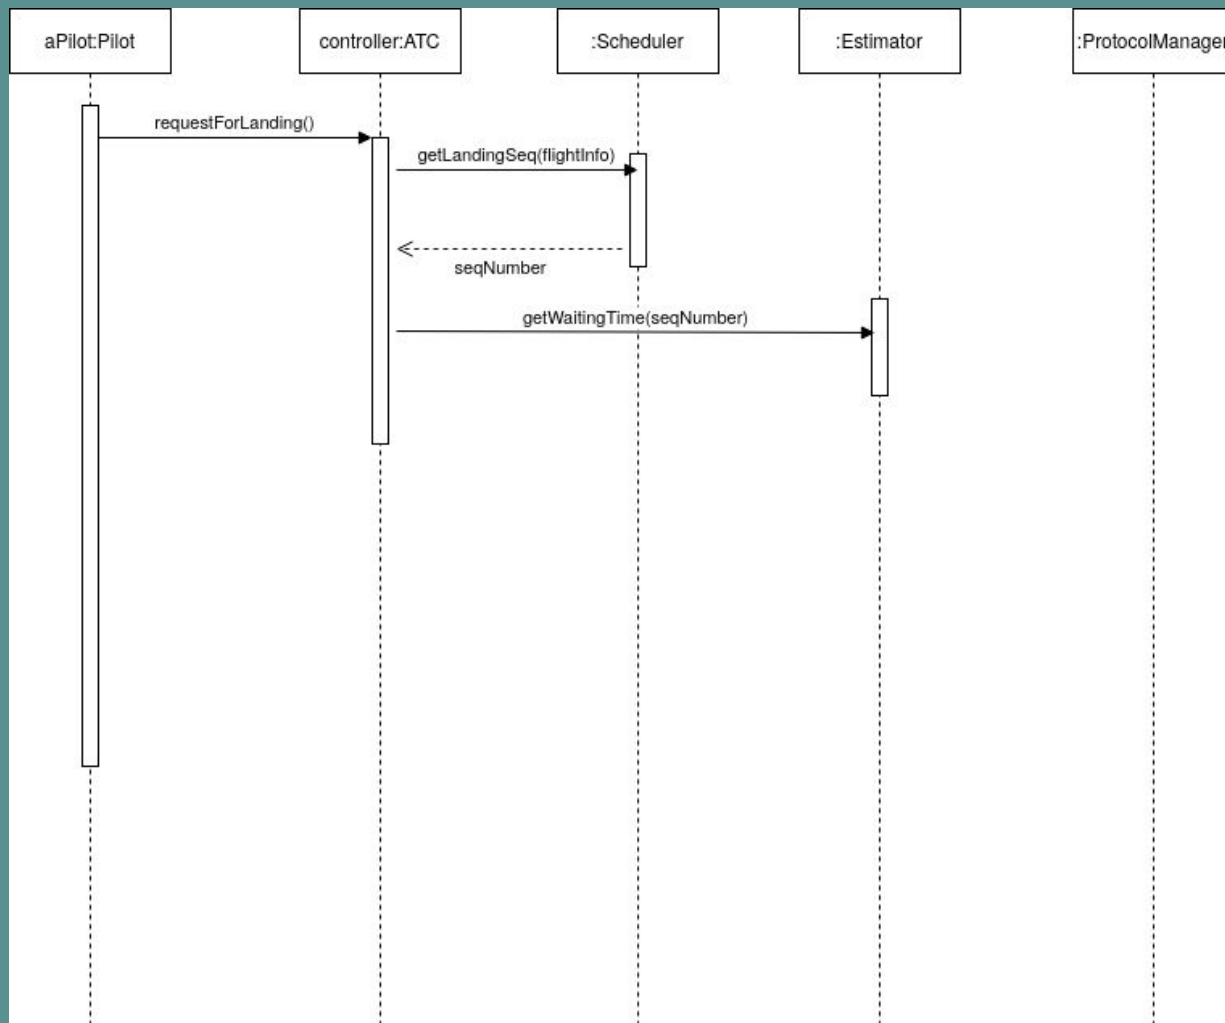 aPilot:Pilot
controller:ATC
:Scheduler
:Estimator
:ProtocolManager
requestForLanding()
getLandingSeq(flightInfo)
seqNumber
getWaitingTime(seqNumber)